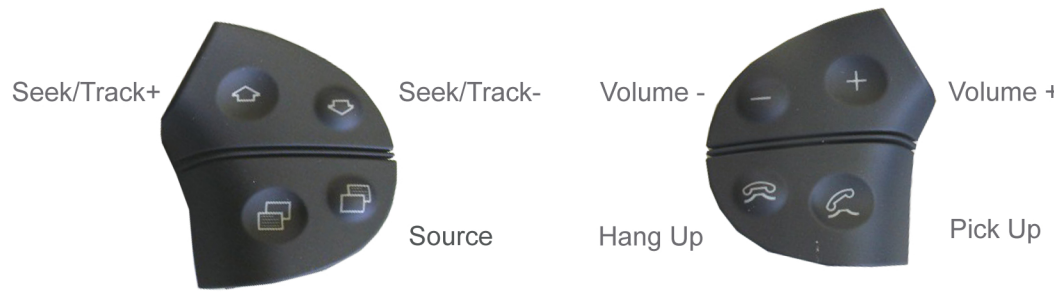 Seek/Track+
Seek/Track-
Volume -
Volume +
Source
Hang Up
Pick Up